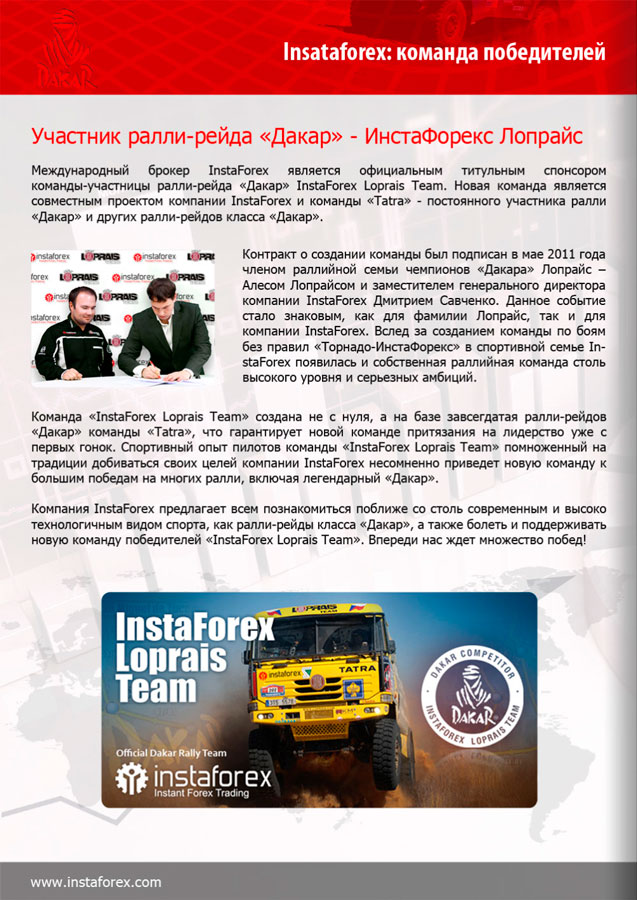 DAKAR
Insataforex: команда победителей
Участник ралли-рейда «Дакар» - ИнстаФорекс Лопрайс
Международный брокер InstaForex является официальным титульным спонсором
команды-участницы ралли-рейда «Дакар» InstaForex Loprais Team. Новая команда является
совместным проектом компании InstaForex и команды «Tatra» - постоянного участника ралли
«Дакар» и других ралли-рейдов класса «Дакар».
Контракт о создании команды был подписан в мае 2011 года
членом раллийной семьи чемпионов «Дакара» Лопрайс –
Алесом Лопрайсом и заместителем генерального директора
компании InstaForex Дмитрием Савченко. Данное событие
стало знаковым, как для фамилии Лопрайс, так и для
компании InstaForex. Вслед за созданием команды по боям
без правил «Торнадо-ИнстаФорекс» в спортивной семье In-
staForex появилась и собственная раллийная команда столь
высокого уровня и серьезных амбиций.
Команда «InstaForex Loprais Team» создана не с нуля, а на базе завсегдатая ралли-рейдов
«Дакар» команды «Tatra», что гарантирует новой команде притязания на лидерство уже с
первых гонок. Спортивный опыт пилотов команды «InstaForex Loprais Team» помноженный на
традиции добиваться своих целей компании InstaForex несомненно приведет новую команду к
большим победам на многих ралли, включая легендарный «Дакар».
Компания InstaForex предлагает всем познакомиться поближе со столь современным и высоко
технологичным видом спорта, как ралли-рейды класса «Дакар», а также болеть и поддерживать
новую команду победителей «InstaForex Loprais Team». Впереди нас ждет множество побед!
InstaForex
Loprais
Team
Official Dakar Rally Team
instaforex
Instant Forex Trading
LOPRAIS
TEAM
instaforex
TATRA
DAKAR COMPETITOR
DAKAR
INSTAFOREX LOPRAIS TEAM
www.instaforex.com